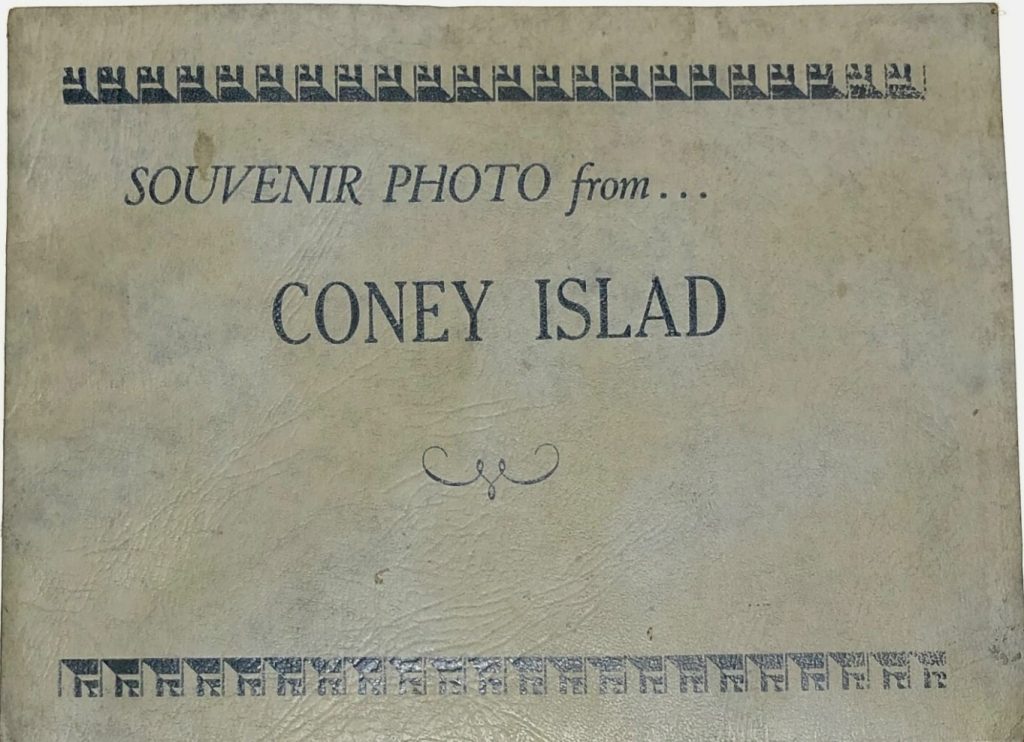 SOUVENIR PHOTO from...
CONEY ISLAD